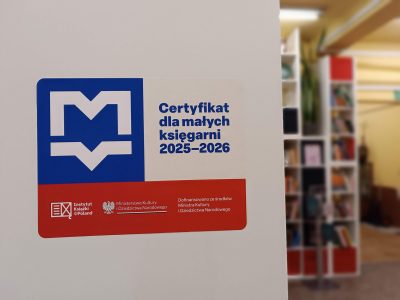 Certyfikat
dla małych
księgarni
2025–2026
Instytut
Książki
©Poland
Ministerstwo Kultury
i Dziedzictwa Narodowego
Dofinansowano ze środków
Ministra Kultury
i Dziedzictwa Narodowego